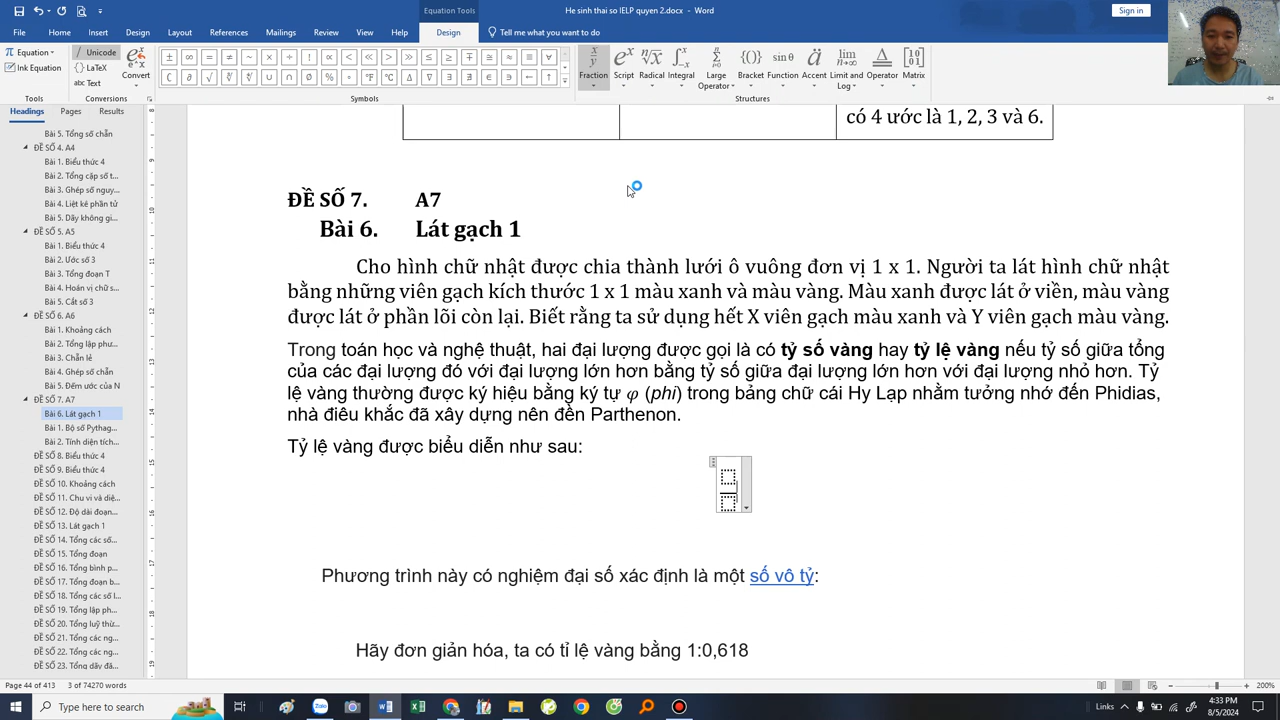 Equation Tools
He sinh thai so IELP quyen 2.docx - Word
Sign in
File Home Insert Draw Design Layout References Mailings Review View Help Design Tell me what you want to do
Equation
Ink Equation
Unicode
LaTeX
abc Text
Convert
Fraction
Script
Radical
Integral
Large Operator
Bracket
Function
Accent
Limit and Log
Operator
Matrix
Tools Conversions Symbols Structures
Headings Pages Results
Bài 5. Tổng số chẵn
ĐỀ SỐ 4. A4
Bài 1. Biểu thức 4
Bài 2. Tổng cập số t...
Bài 3. Ghép số nguy...
Bài 4. Liệt kê phần tử
Bài 5. Dãy không gi...
ĐỀ SỐ 5. A5
Bài 1. Biểu thức 4
Bài 2. Ước số 3
Bài 3. Tổng đoạn T
Bài 4. Hoán vị chữ s...
Bài 5. Cắt số 3
ĐỀ SỐ 6. A6
Bài 1. Khoảng cách
Bài 2. Tổng lập phư...
Bài 3. Chẵn lẻ
Bài 4. Ghép số chẵn
Bài 5. Đếm ước của N
ĐỀ SỐ 7. A7
Bài 6. Lát gạch 1
Bài 1. Bộ số Pythag...
Bài 2. Tính diện tích...
ĐỀ SỐ 8. Biểu thức 4
ĐỀ SỐ 9. Biểu thức 4
ĐỀ SỐ 10. Khoảng cách
ĐỀ SỐ 11. Chu vi và diệ...
ĐỀ SỐ 12. Độ dài đoạn...
ĐỀ SỐ 13. Lát gạch 1
ĐỀ SỐ 14. Tổng các số...
ĐỀ SỐ 15. Tổng đoạn
ĐỀ SỐ 16. Tổng bình p...
ĐỀ SỐ 17. Tổng đoạn b...
ĐỀ SỐ 18. Tổng các số l...
ĐỀ SỐ 19. Tổng lập ph...
ĐỀ SỐ 20. Tổng luỹ thừ...
ĐỀ SỐ 21. Tổng các ng...
ĐỀ SỐ 22. Tổng các ng...
ĐỀ SỐ 23. Tổng dãy đá...
có 4 ước là 1, 2, 3 và 6.
ĐỀ SỐ 7. A7
Bài 6. Lát gạch 1
Cho hình chữ nhật được chia thành lưới ô vuông đơn vị 1 x 1. Người ta lát hình chữ nhật
bằng những viên gạch kích thước 1 x 1 màu xanh và màu vàng. Màu xanh được lát ở viền, màu vàng
được lát ở phần lõi còn lại. Biết rằng ta sử dụng hết X viên gạch màu xanh và Y viên gạch màu vàng.
Trong toán học và nghệ thuật, hai đại lượng được gọi là có tỷ số vàng hay tỷ lệ vàng nếu tỷ số giữa tổng
của các đại lượng đó với đại lượng lớn hơn bằng tỷ số giữa đại lượng lớn hơn với đại lượng nhỏ hơn. Tỷ
lệ vàng thường được ký hiệu bằng ký tự φ (phi) trong bảng chữ cái Hy Lạp nhằm tưởng nhớ đến Phidias,
nhà điêu khắc đã xây dựng nên đền Parthenon.
Tỷ lệ vàng được biểu diễn như sau:
Phương trình này có nghiệm đại số xác định là một số vô tỷ:
Hãy đơn giản hóa, ta có tỉ lệ vàng bằng 1:0,618
Page 44 of 413 3 of 74270 words
200%
Type here to search
Links
4:33 PM
8/5/2024